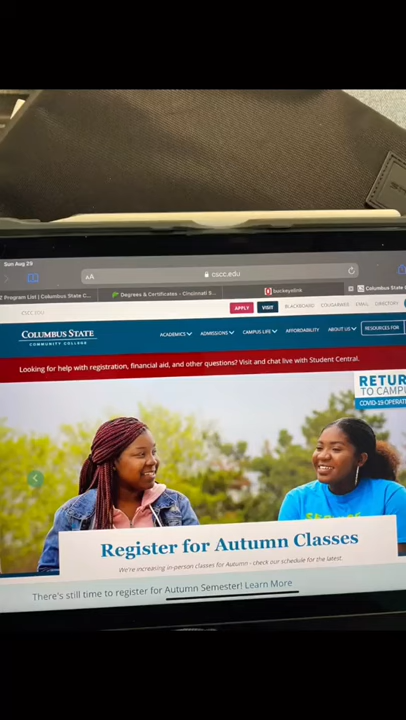 Sun Aug 29
AA
cscc.edu
Z Program List | Columbus State C...
Degrees & Certificates - Cincinnati S...
buckeyelink
Columbus State C
CSCC EDU
APPLY
VISIT
BLACKBOARD
COUGARWEB
EMAIL
DIRECTORY
COLUMBUS STATE
COMMUNITY COLLEGE
ACADEMICS
ADMISSIONS
CAMPUS LIFE
AFFORDABILITY
ABOUT US
RESOURCES FOR
Looking for help with registration, financial aid, and other questions? Visit and chat live with Student Central.
RETUR
TO CAMPU
COVID-19 OPERATI
Register for Autumn Classes
We're increasing in-person classes for Autumn - check our schedule for the latest.
There's still time to register for Autumn Semester! Learn More